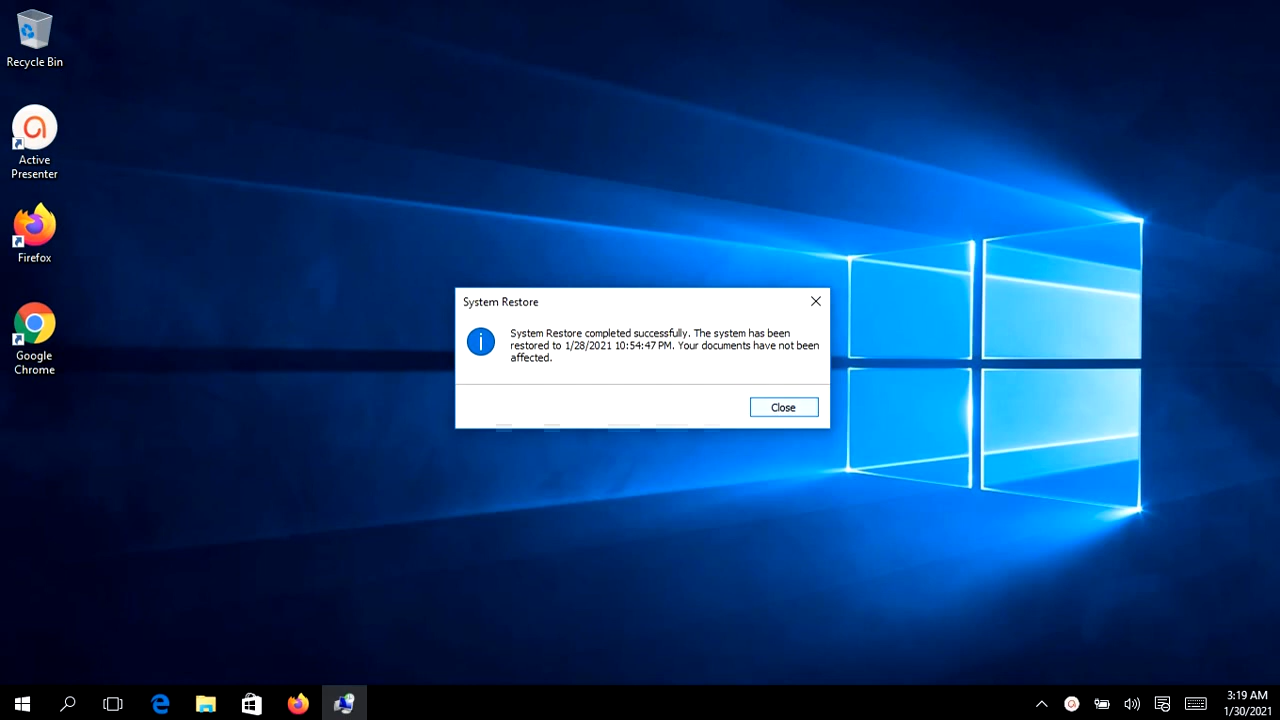 Recycle Bin
Active
Presenter
Firefox
Google
Chrome
System Restore
System Restore completed successfully. The system has been
restored to 1/28/2021 10:54:47 PM. Your documents have not been
affected.
Close
3:19 AM
1/30/2021